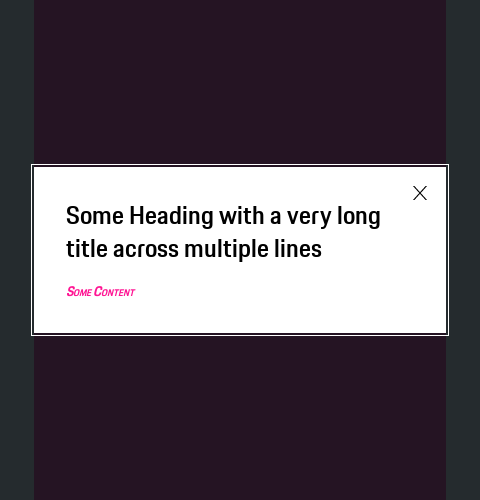 Some Heading with a very long
title across multiple lines
Some Content